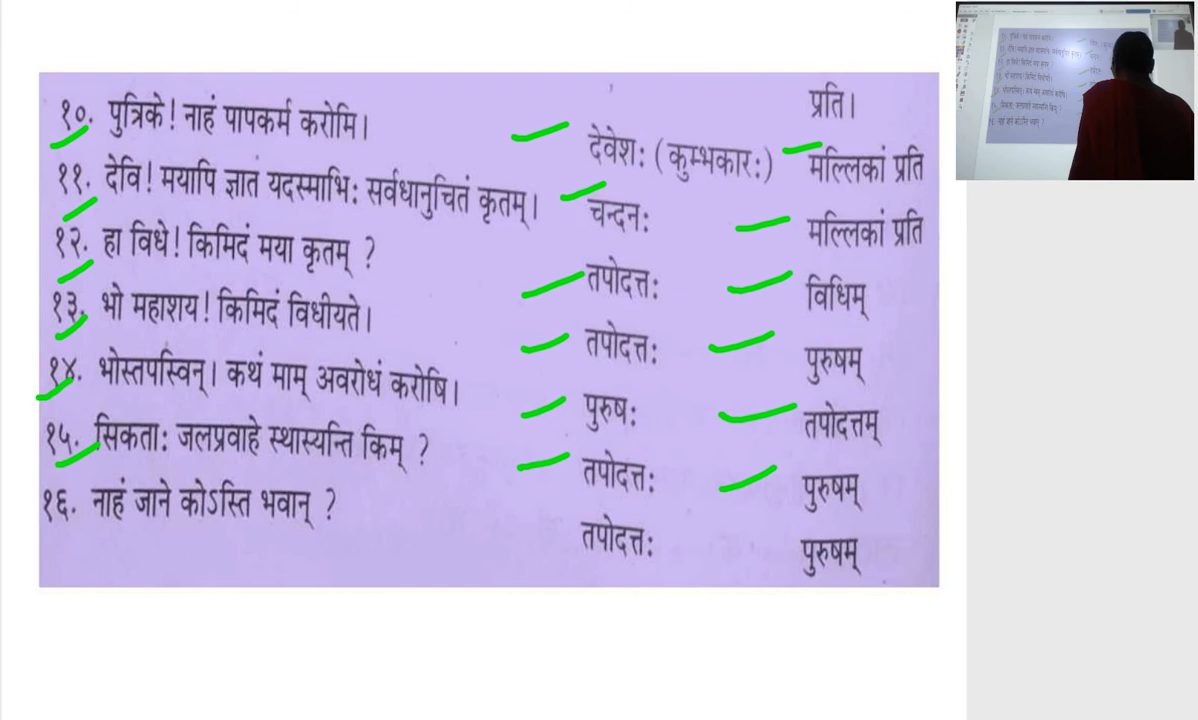 प्रति।
१०. पुत्रिके! नाहं पापकर्म करोमि। देवेशः (कुम्भकारः) मल्लिकां प्रति
११. देवि! मयापि ज्ञातं यदस्माभिः सर्वधानुचितं कृतम्। चन्दनः मल्लिकां प्रति
१२. हा विधे! किमिदं मया कृतम् ? तपोदत्तः विधिम्
१३. भो महाशय! किमिदं विधीयते। तपोदत्तः पुरुषम्
१४. भोस्तपस्विन्। कथं माम् अवरोधं करोषि। पुरुषः तपोदत्तम्
१५. सिकताः जलप्रवाहे स्थास्यन्ति किम् ? तपोदत्तः पुरुषम्
१६. नाहं जाने कोऽस्ति भवान् ? तपोदत्तः पुरुषम्